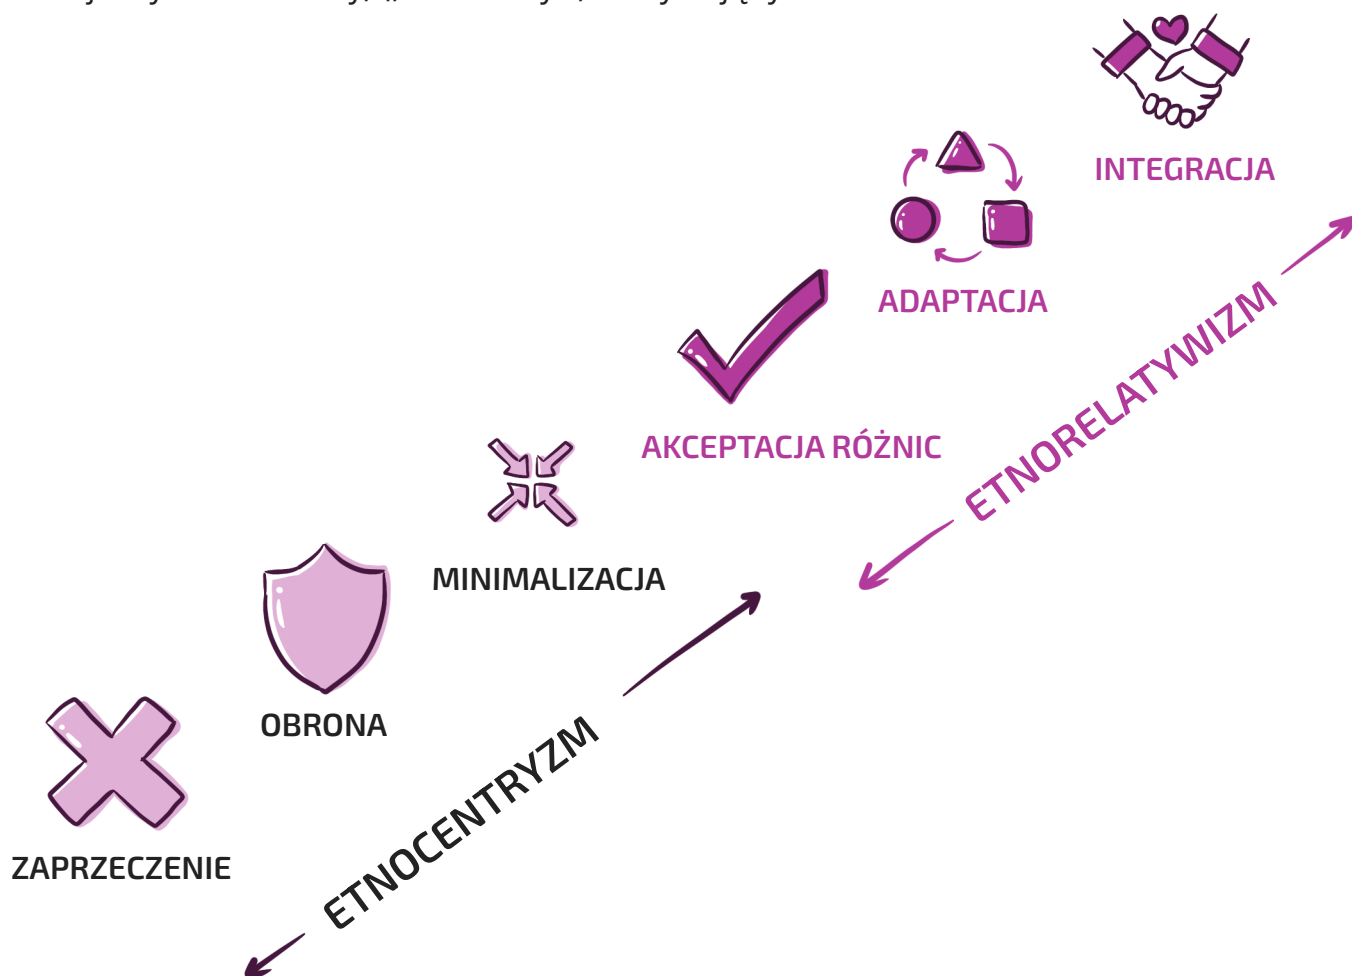 INTEGRACJA
ADAPTACJA
AKCEPTACJA RÓŻNIC
ETNORELATYWIZM
MINIMALIZACJA
OBRONA
ETNOCENTRYZM
ZAPRZECZENIE